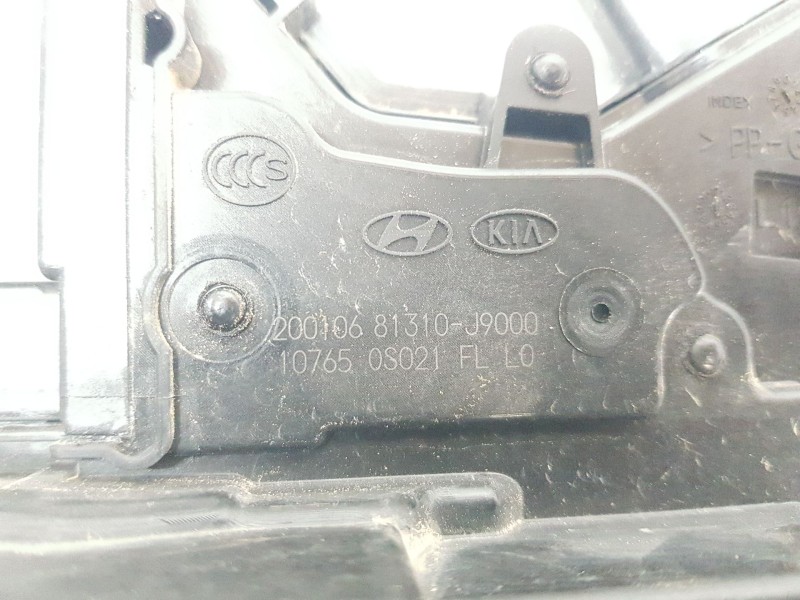 INDEX
> PP-G
CCCS
KIA
200106 81310-J9000
10765 0S021 FL L0